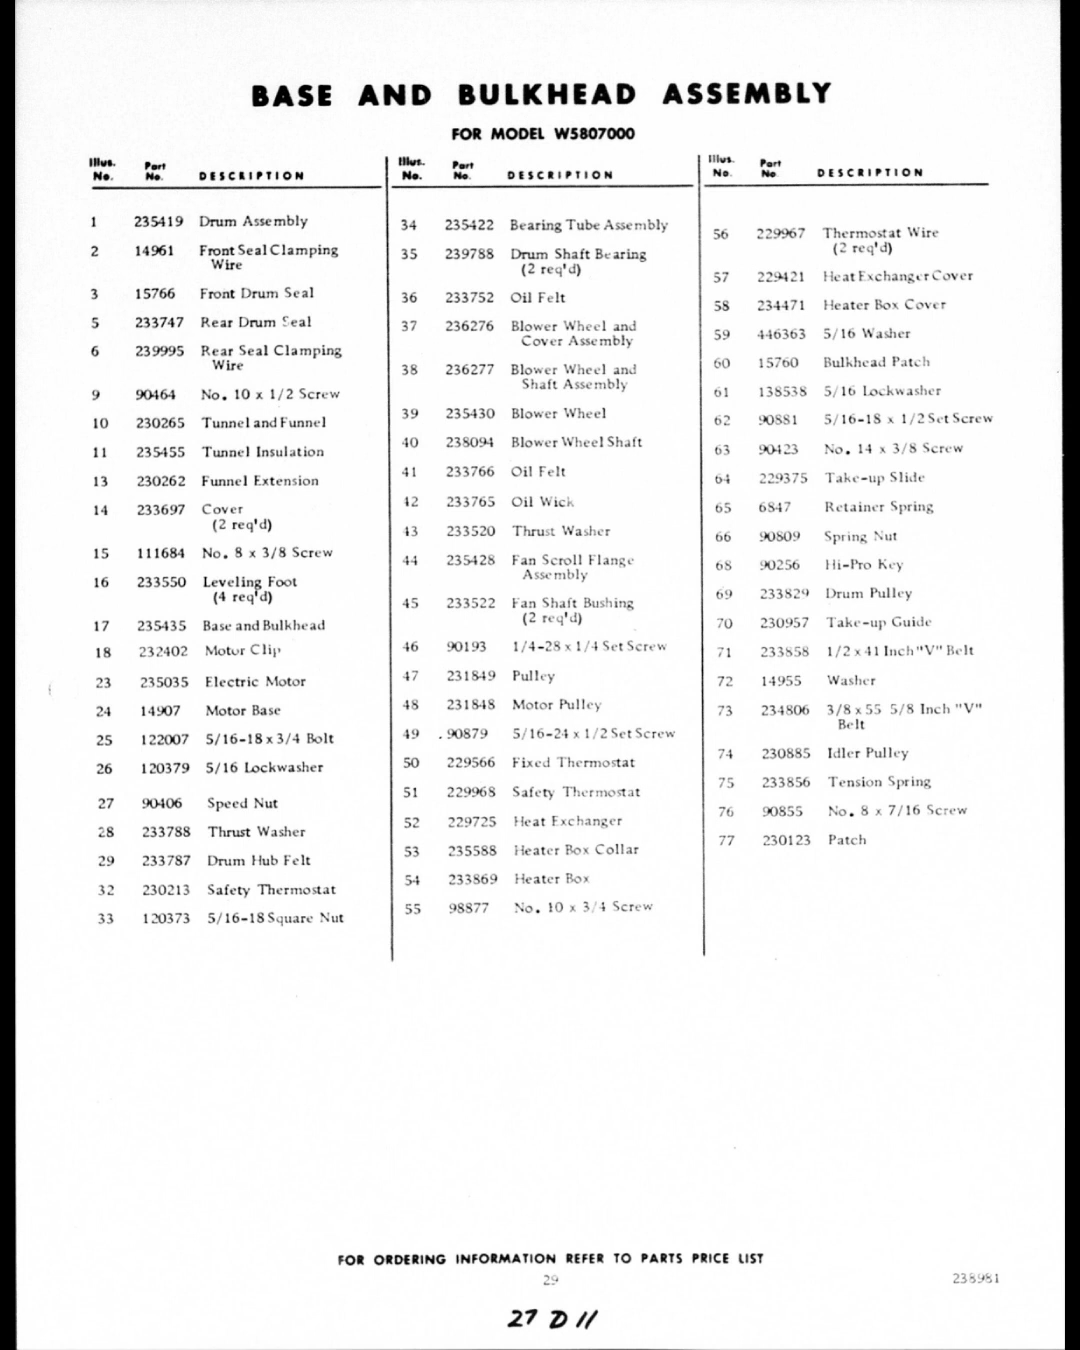 BASE AND BULKHEAD ASSEMBLY
FOR MODEL W5807000
Illus. No. Part No. DESCRIPTION
1 235419 Drum Assembly
2 14961 Front Seal Clamping
Wire
3 15766 Front Drum Seal
5 233747 Rear Drum Seal
6 239995 Rear Seal Clamping
Wire
9 90464 No. 10 x 1/2 Screw
10 230265 Tunnel and Funnel
11 235455 Tunnel Insulation
13 230262 Funnel Extension
14 233697 Cover
(2 req'd)
15 111684 No. 8 x 3/8 Screw
16 233550 Leveling Foot
(4 req'd)
17 235435 Base and Bulkhead
18 232402 Motor Clip
23 235035 Electric Motor
24 14907 Motor Base
25 122007 5/16-18 x 3/4 Bolt
26 120379 5/16 Lockwasher
27 90406 Speed Nut
28 233788 Thrust Washer
29 233787 Drum Hub Felt
32 230213 Safety Thermostat
33 120373 5/16-18 Square Nut
Illus. No. Part No. DESCRIPTION
34 235422 Bearing Tube Assembly
35 239788 Drum Shaft Bearing
(2 req'd)
36 233752 Oil Felt
37 236276 Blower Wheel and
Cover Assembly
38 236277 Blower Wheel and
Shaft Assembly
39 235430 Blower Wheel
40 238094 Blower Wheel Shaft
41 233766 Oil Felt
42 233765 Oil Wick
43 233520 Thrust Washer
44 235428 Fan Scroll Flange
Assembly
45 233522 Fan Shaft Bushing
(2 req'd)
46 90193 1/4-28 x 1/4 Set Screw
47 231849 Pulley
48 231848 Motor Pulley
49 90879 5/16-24 x 1/2 Set Screw
50 229566 Fixed Thermostat
51 229968 Safety Thermostat
52 229725 Heat Exchanger
53 235588 Heater Box Collar
54 233869 Heater Box
55 98877 No. 10 x 3/4 Screw
Illus. No. Part No. DESCRIPTION
56 229967 Thermostat Wire
(2 req'd)
57 229421 Heat Exchanger Cover
58 234471 Heater Box Cover
59 446363 5/16 Washer
60 15760 Bulkhead Patch
61 138538 5/16 Lockwasher
62 90881 5/16-18 x 1/2 Set Screw
63 90423 No. 14 x 3/8 Screw
64 229375 Take-up Slide
65 6847 Retainer Spring
66 90809 Spring Nut
68 90256 Hi-Pro Key
69 233829 Drum Pulley
70 230957 Take-up Guide
71 233858 1/2 x 41 Inch "V" Belt
72 14955 Washer
73 234806 3/8 x 55 5/8 Inch "V"
Belt
74 230885 Idler Pulley
75 233856 Tension Spring
76 90855 No. 8 x 7/16 Screw
77 230123 Patch
FOR ORDERING INFORMATION REFER TO PARTS PRICE LIST
29
238981
27 D 11